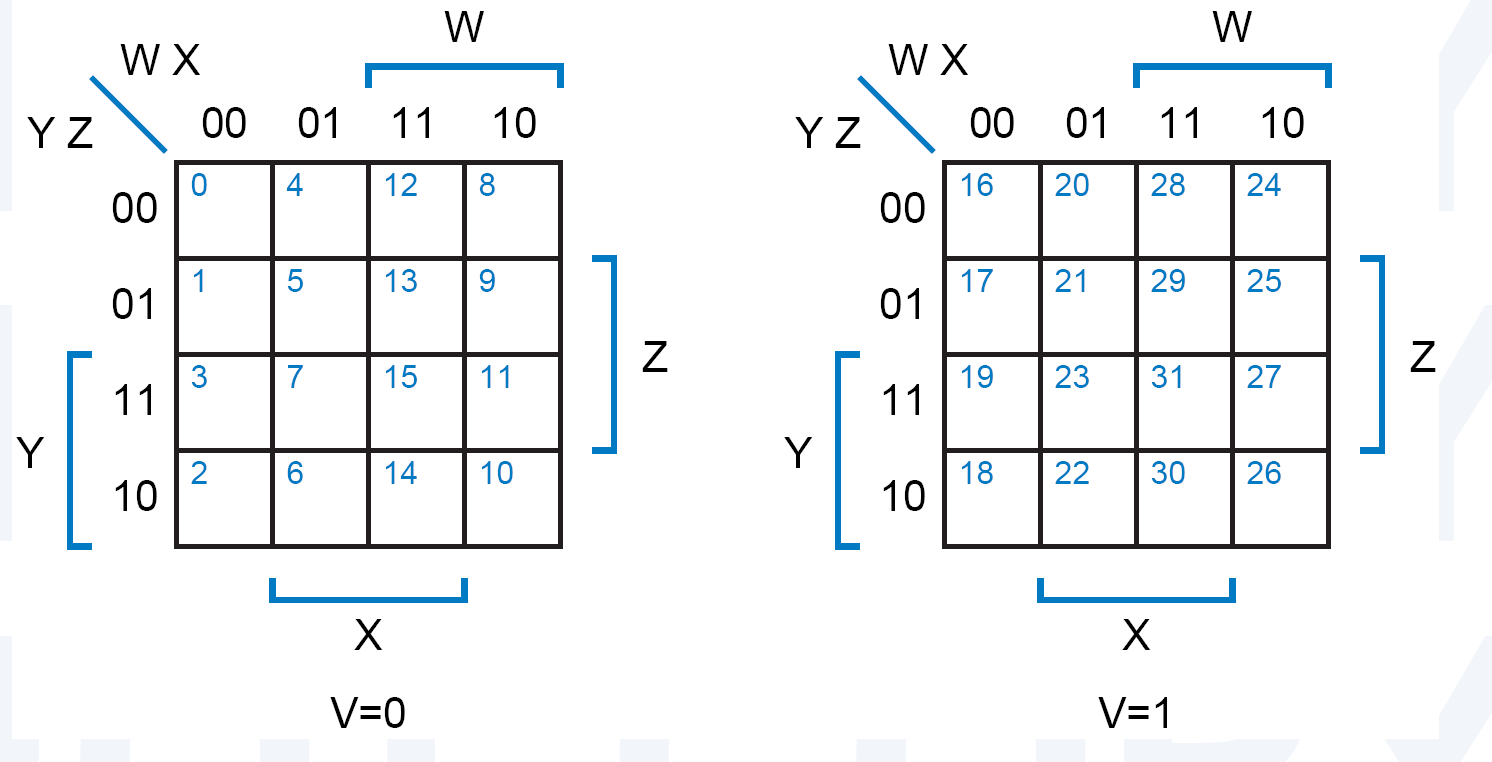 W W
W X W X
Y Z 00 01 11 10 Y Z 00 01 11 10
00 0 4 12 8 00 16 20 28 24
01 1 5 13 9 01 17 21 29 25
Z Z
11 3 7 15 11 11 19 23 31 27
Y Y
10 2 6 14 10 10 18 22 30 26
X X
V=0 V=1